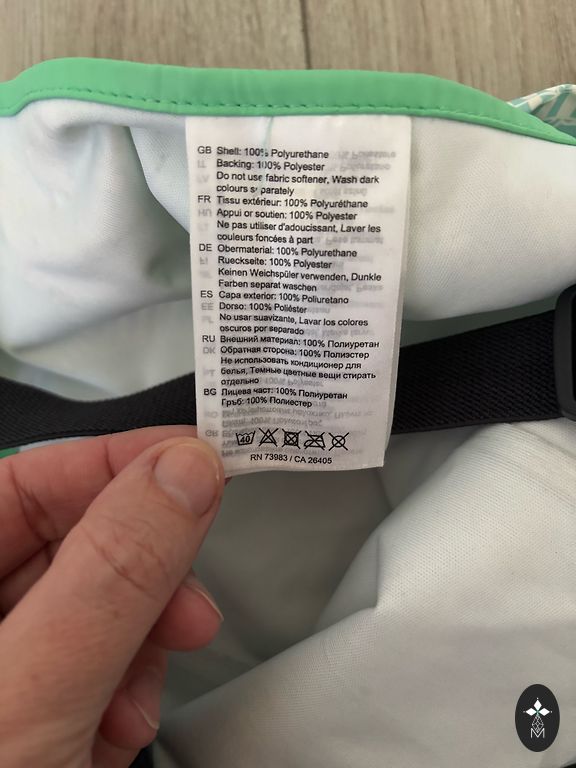 GB Shell: 100% Polyurethane
Backing: 100% Polyester
Do not use fabric softener, Wash dark
colours separately
FR Tissu extérieur: 100% Polyuréthane
Appui or soutien: 100% Polyester
Ne pas utiliser d'adoucissant, Laver les
couleurs foncées à part
DE Obermaterial: 100% Polyurethane
Rueckseite: 100% Polyester
Keinen Weichspüler verwenden, Dunkle
Farben separat waschen
ES Capa exterior: 100% Poliuretano
Dorso: 100% Poliéster
No usar suavizante, Lavar los colores
oscuros por separado
RU Внешний материал: 100% Полиуретан
Обратная сторона: 100% Полиэстер
Не использовать кондиционер для
белья, Темные цветные вещи стирать
отдельно
BG Лицева част: 100% Полиуретан
Гръб: 100% Полиестер
40
RN 73983 / CA 26405
M